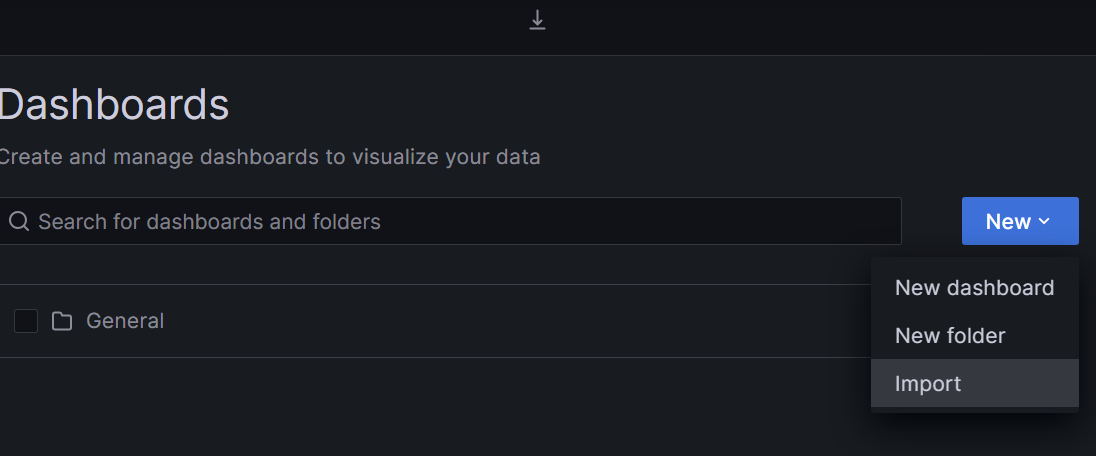 Dashboards
Create and manage dashboards to visualize your data
Search for dashboards and folders
New
New dashboard
General
New folder
Import